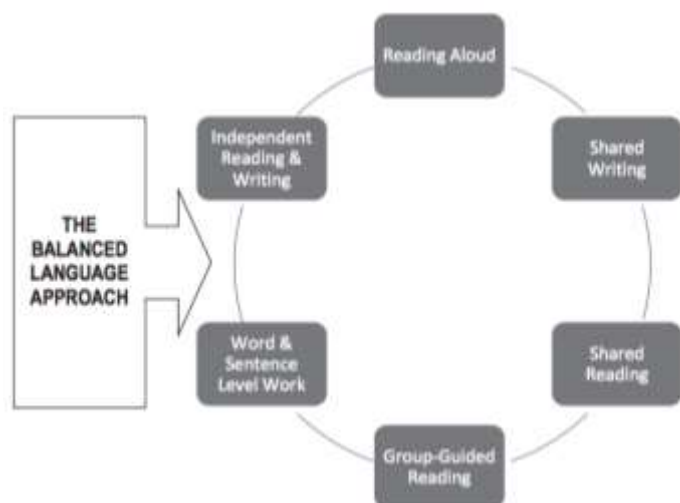 Reading Aloud
Independent
Reading &
Writing
Shared
Writing
THE
BALANCED
LANGUAGE
APPROACH
Word &
Sentence
Level Work
Shared
Reading
Group-Guided
Reading